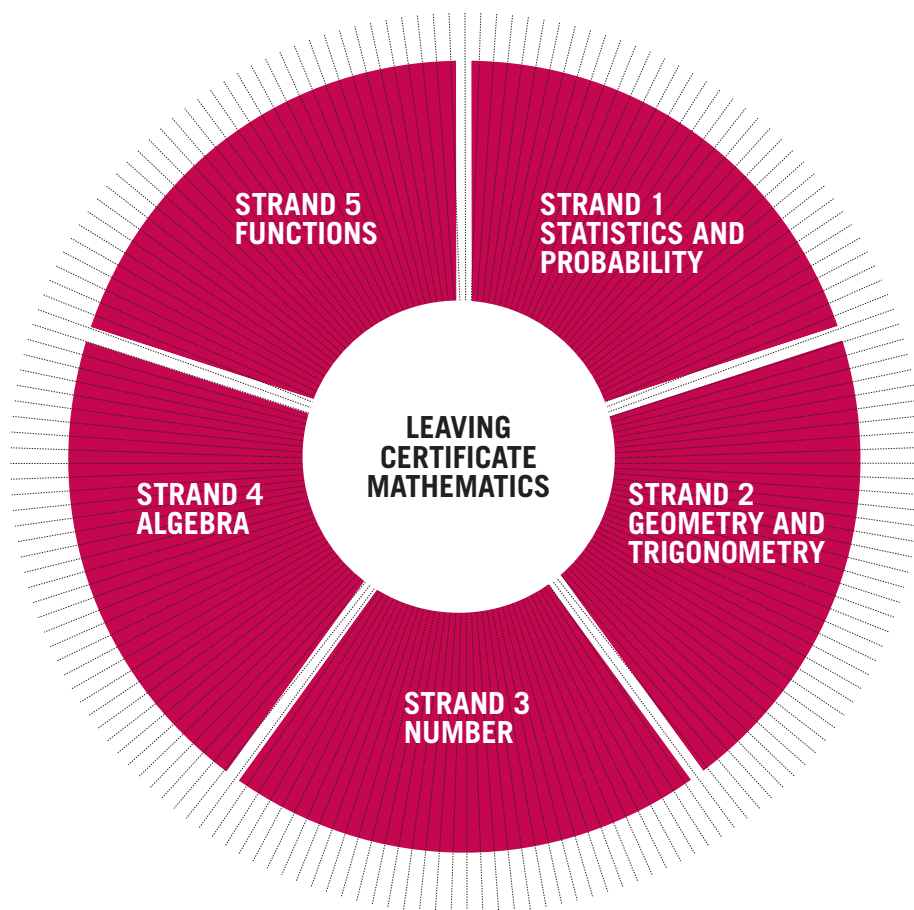 LEAVING
CERTIFICATE
MATHEMATICS
STRAND 1
STATISTICS AND
PROBABILITY
STRAND 2
GEOMETRY AND
TRIGONOMETRY
STRAND 3
NUMBER
STRAND 4
ALGEBRA
STRAND 5
FUNCTIONS